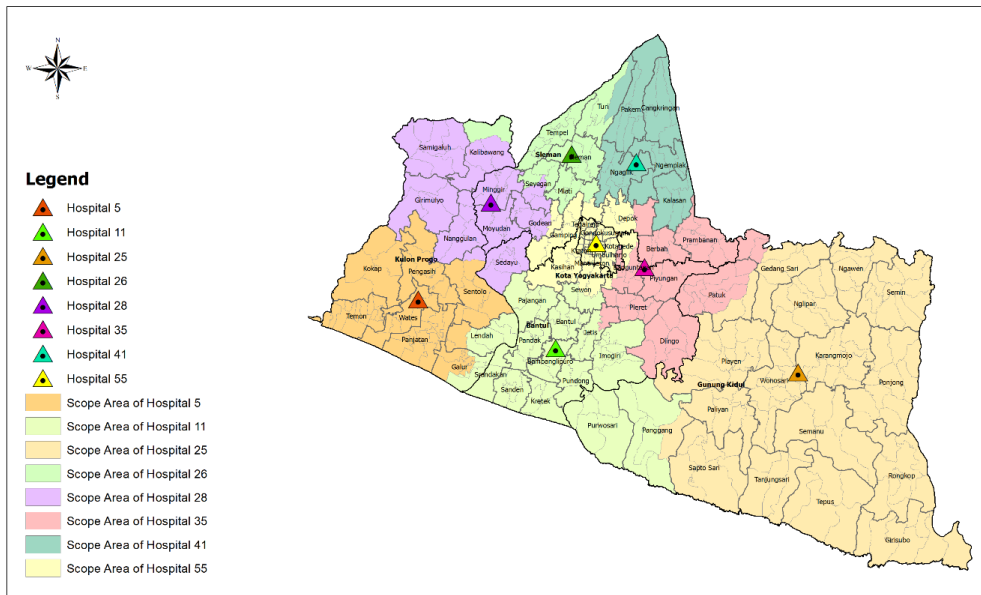 N
W
E
S
Legend
Hospital 5
Hospital 11
Hospital 25
Hospital 26
Hospital 28
Hospital 35
Hospital 41
Hospital 55
Scope Area of Hospital 5
Scope Area of Hospital 11
Scope Area of Hospital 25
Scope Area of Hospital 26
Scope Area of Hospital 28
Scope Area of Hospital 35
Scope Area of Hospital 41
Scope Area of Hospital 55
Turi
Pakem
Cangkringan
Tempel
Samigaluh
Kalibawang
Sleman
Ngaglik
Ngemplak
Seyegan
Mlati
Minggir
Girimulyo
Kalasan
Moyudan
Godean
Depok
Gamping
Nanggulan
Berbah
Prambanan
Kulon Progo
Sedayu
Kasihan
Kota Yogyakarta
Piyungan
Kokap
Pengasih
Sentolo
Gedang Sari
Ngawen
Sewon
Pajangan
Patuk
Semin
Nglipar
Temon
Wates
Pleret
Bantul
Bantul
Jetis
Panjatan
Lendah
Pandak
Imogiri
Dlingo
Bambangliguro
Playen
Karangmojo
Galur
Srandakan
Pundong
Gunung Kidul
Wonosari
Ponjong
Sanden
Kretek
Paliyan
Purwosari
Panggang
Semanu
Sapto Sari
Tanjungsari
Rongkop
Tepus
Girisubo